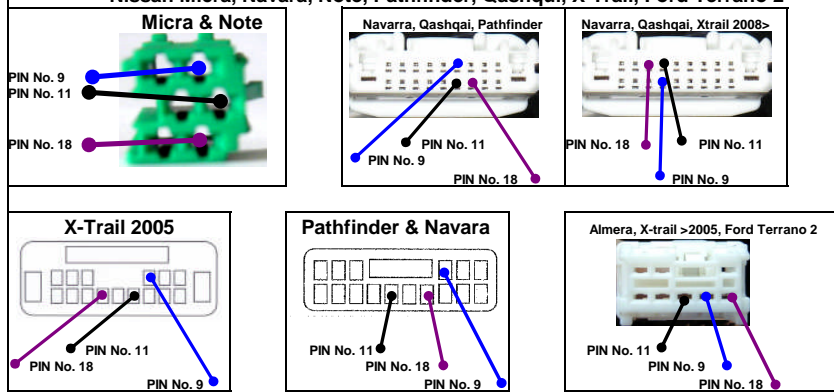 Nissan Micra, Navara, Note, Pathfinder, Qashqai, X-Trail, Ford Terrano 2
Micra & Note
PIN No. 9
PIN No. 11
PIN No. 18
Navarra, Qashqai, Pathfinder
PIN No. 11
PIN No. 9
PIN No. 18
Navarra, Qashqai, Xtrail 2008>
PIN No. 18
PIN No. 11
PIN No. 9
X-Trail 2005
PIN No. 11
PIN No. 18
PIN No. 9
Pathfinder & Navara
PIN No. 11
PIN No. 18
PIN No. 9
Almera, X-trail >2005, Ford Terrano 2
PIN No. 11
PIN No. 9
PIN No. 18